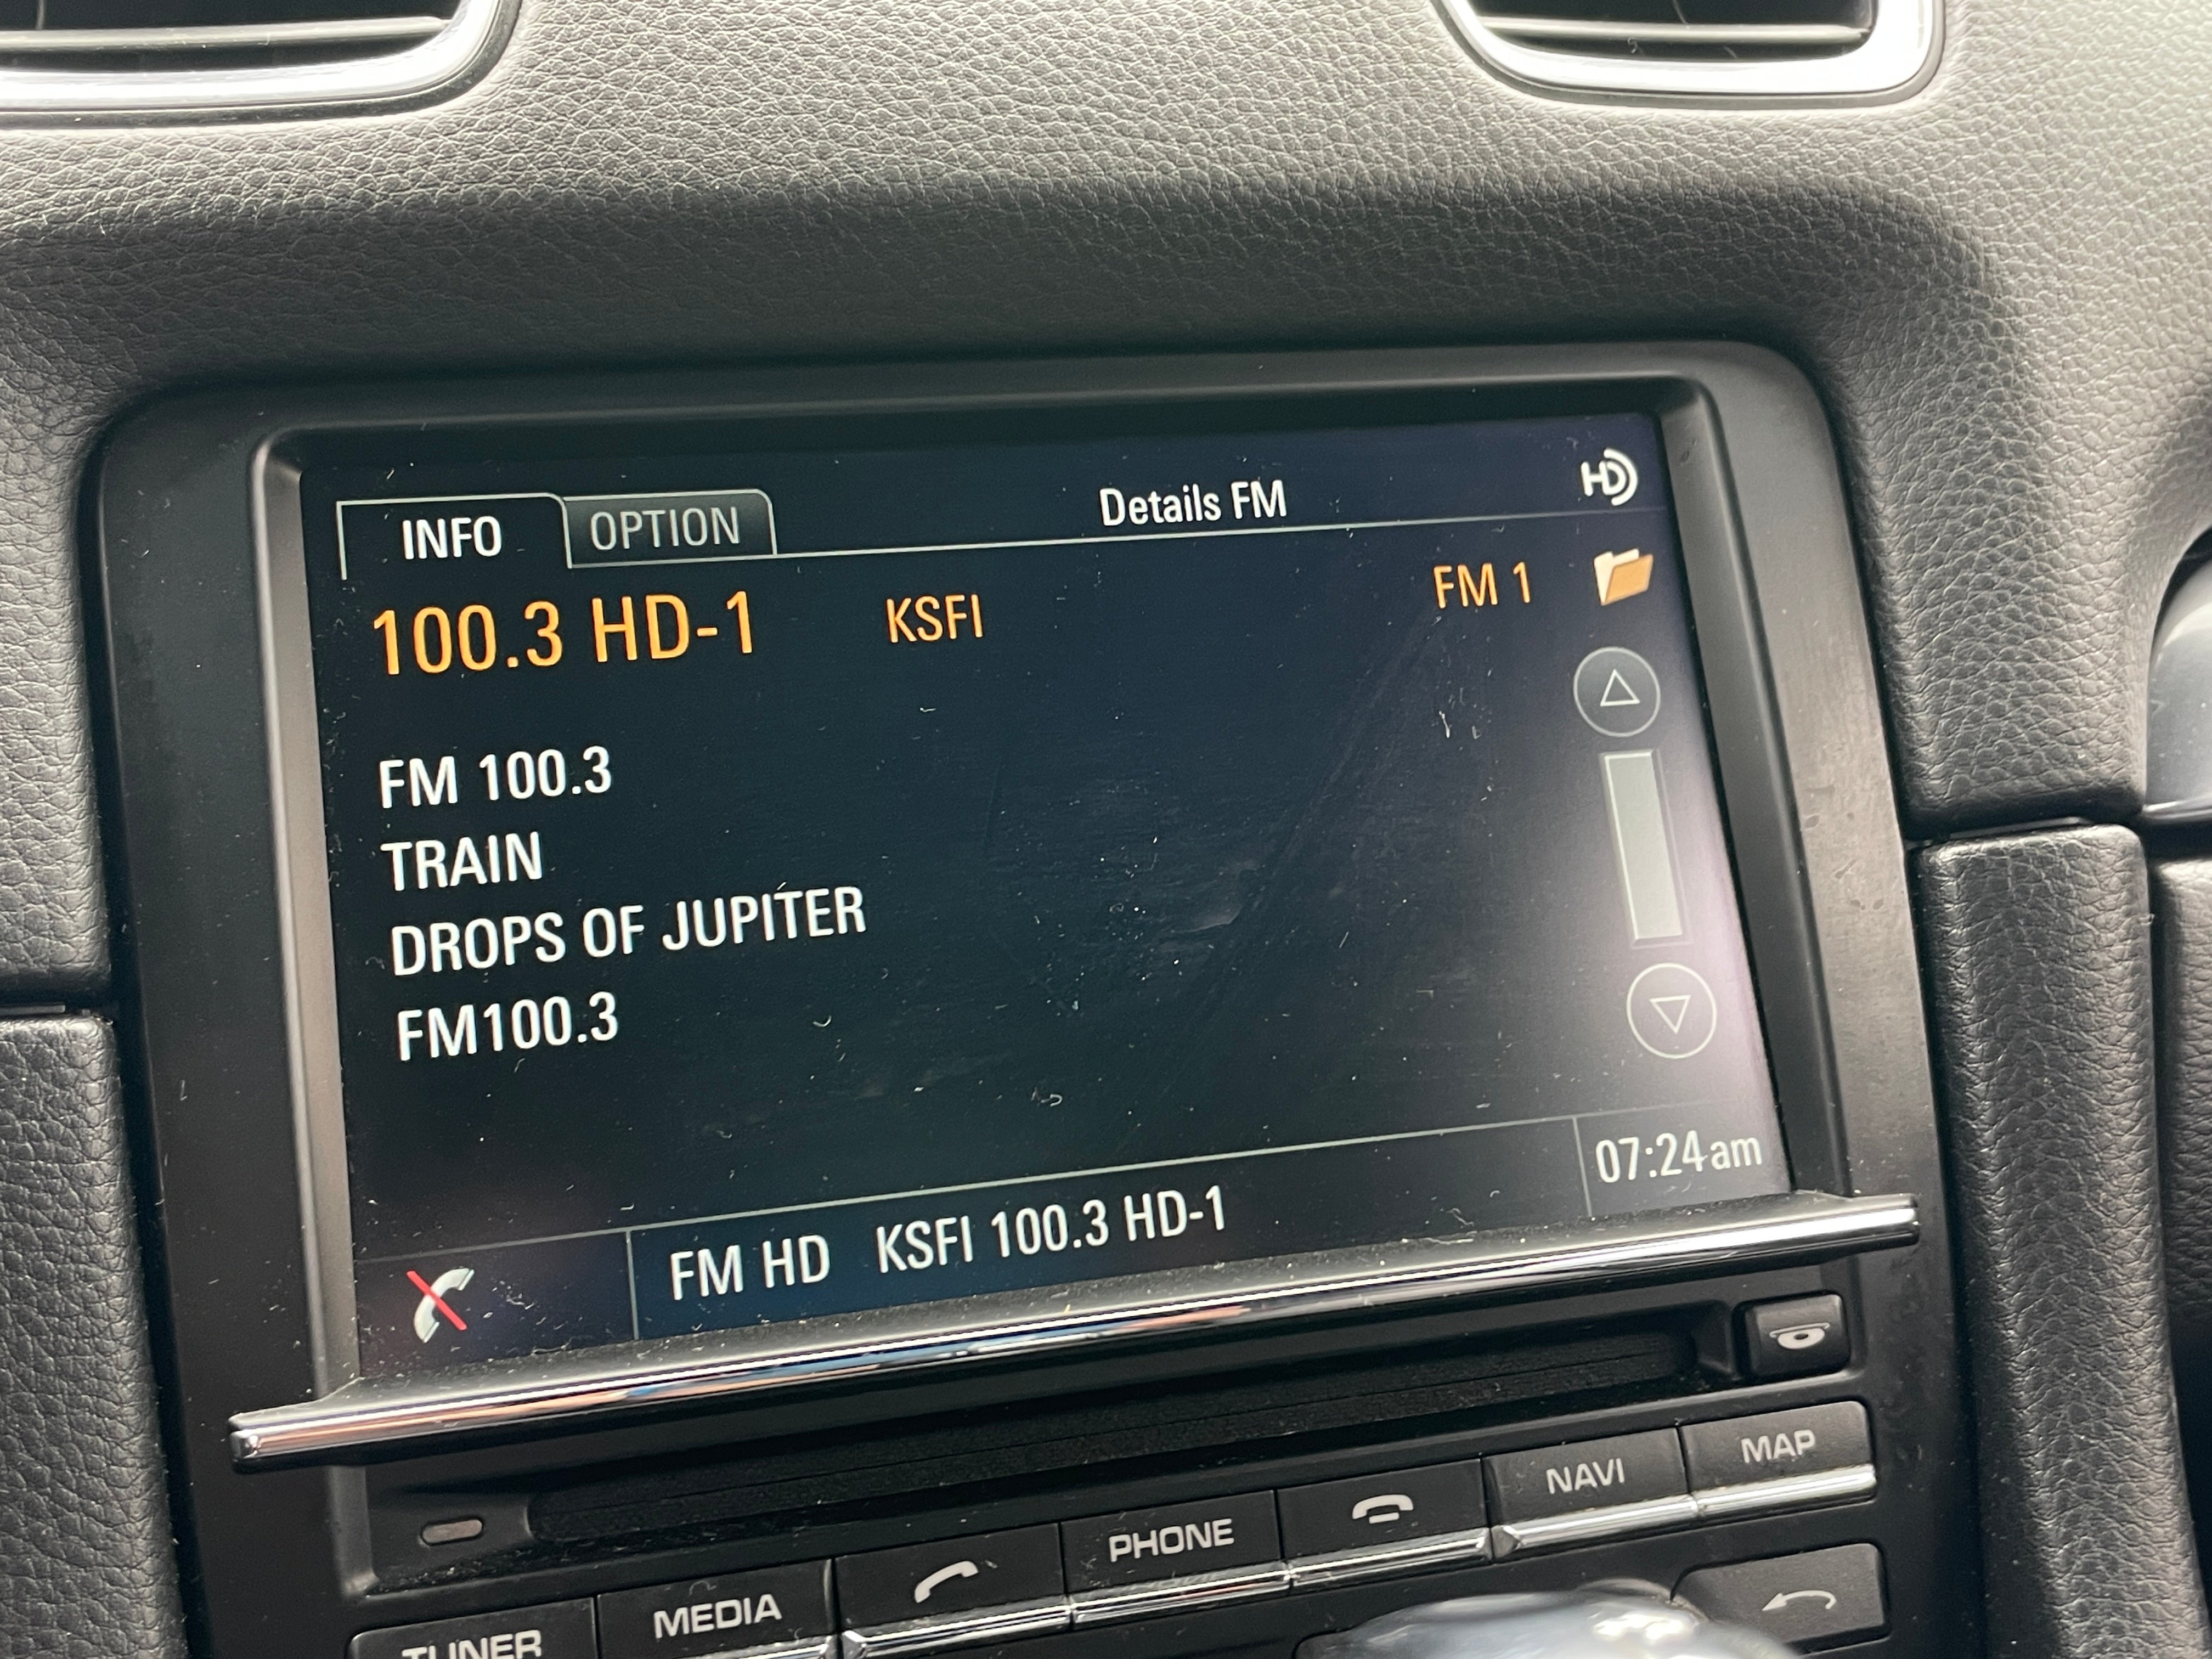 INFO OPTION Details FM HD
100.3 HD-1 KSFI FM 1
FM 100.3
TRAIN
DROPS OF JUPITER
FM100.3
07:24am
FM HD KSFI 100.3 HD-1
TUNER MEDIA PHONE NAVI MAP